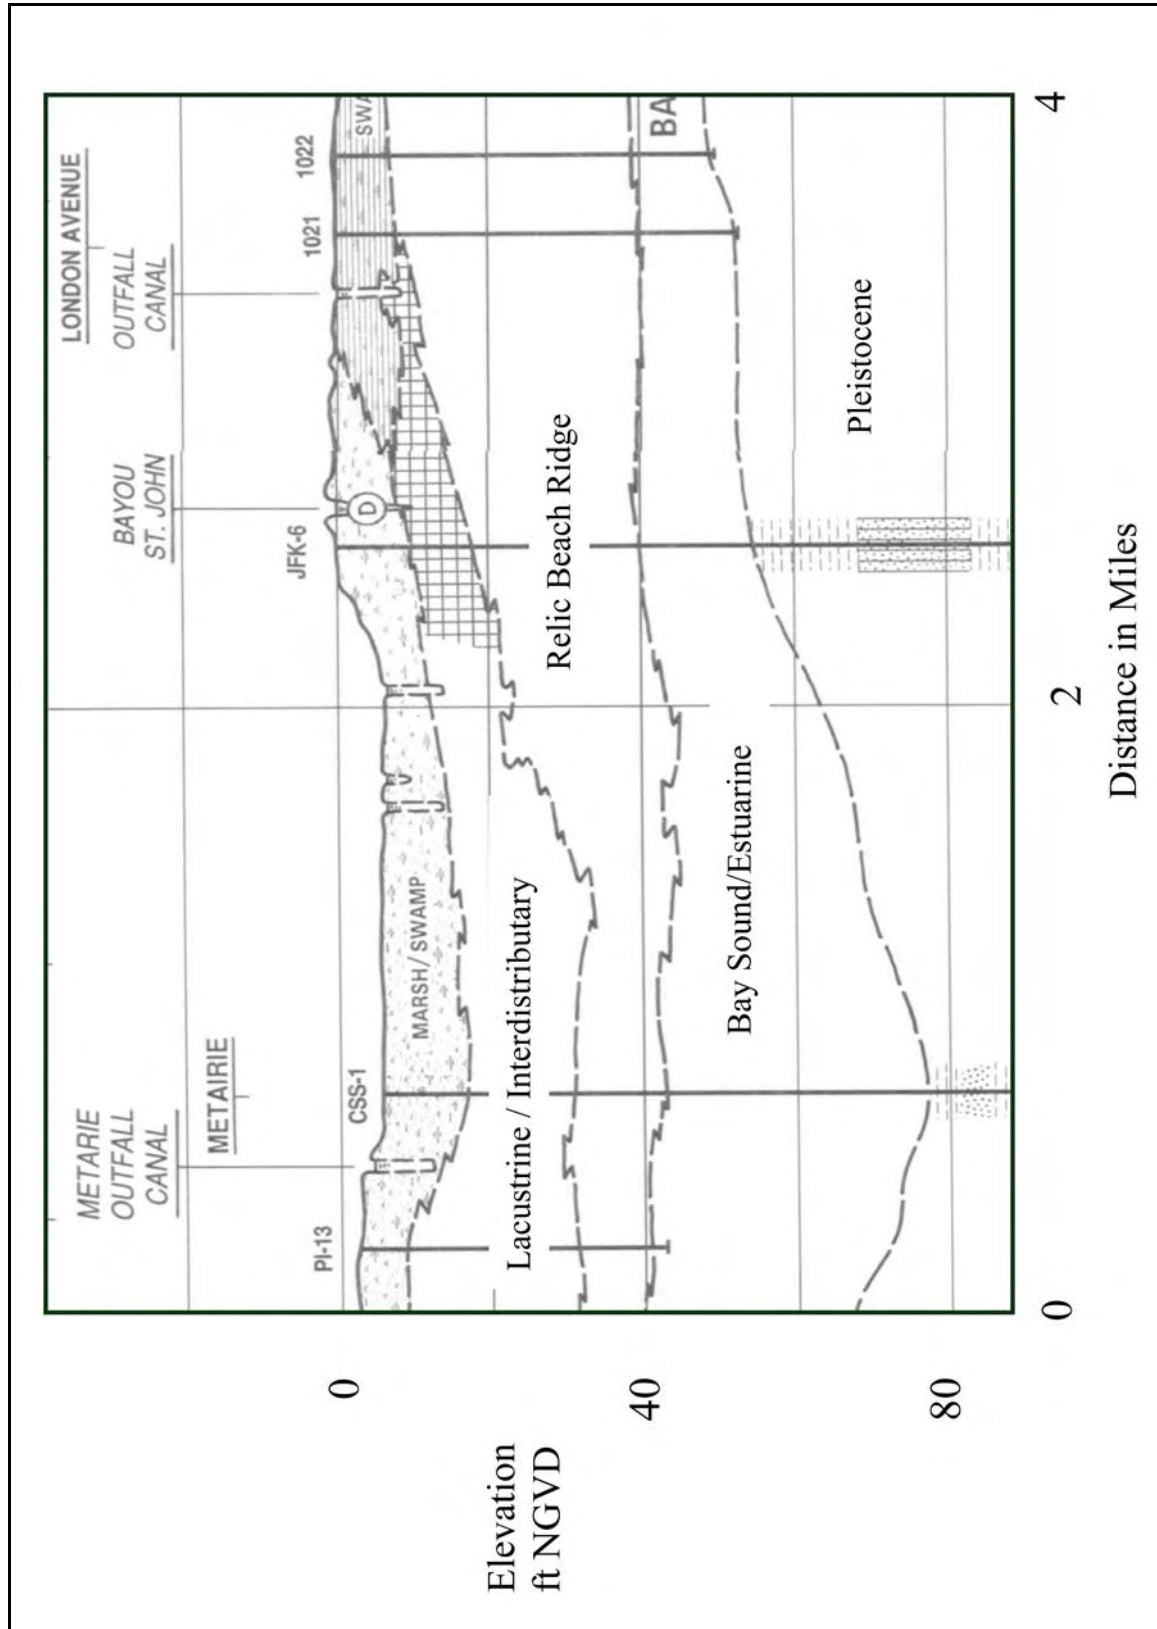 METARIE
OUTFALL
CANAL
METAIRIE
BAYOU
ST. JOHN
LONDON AVENUE
OUTFALL
CANAL
PI-13
CSS-1
JFK-6
1021
1022
D
SWA
MARSH/SWAMP
Lacustrine / Interdistributary
Relic Beach Ridge
BA
Bay Sound/Estuarine
Pleistocene
Elevation
ft NGVD
0
40
80
0
2
4
Distance in Miles